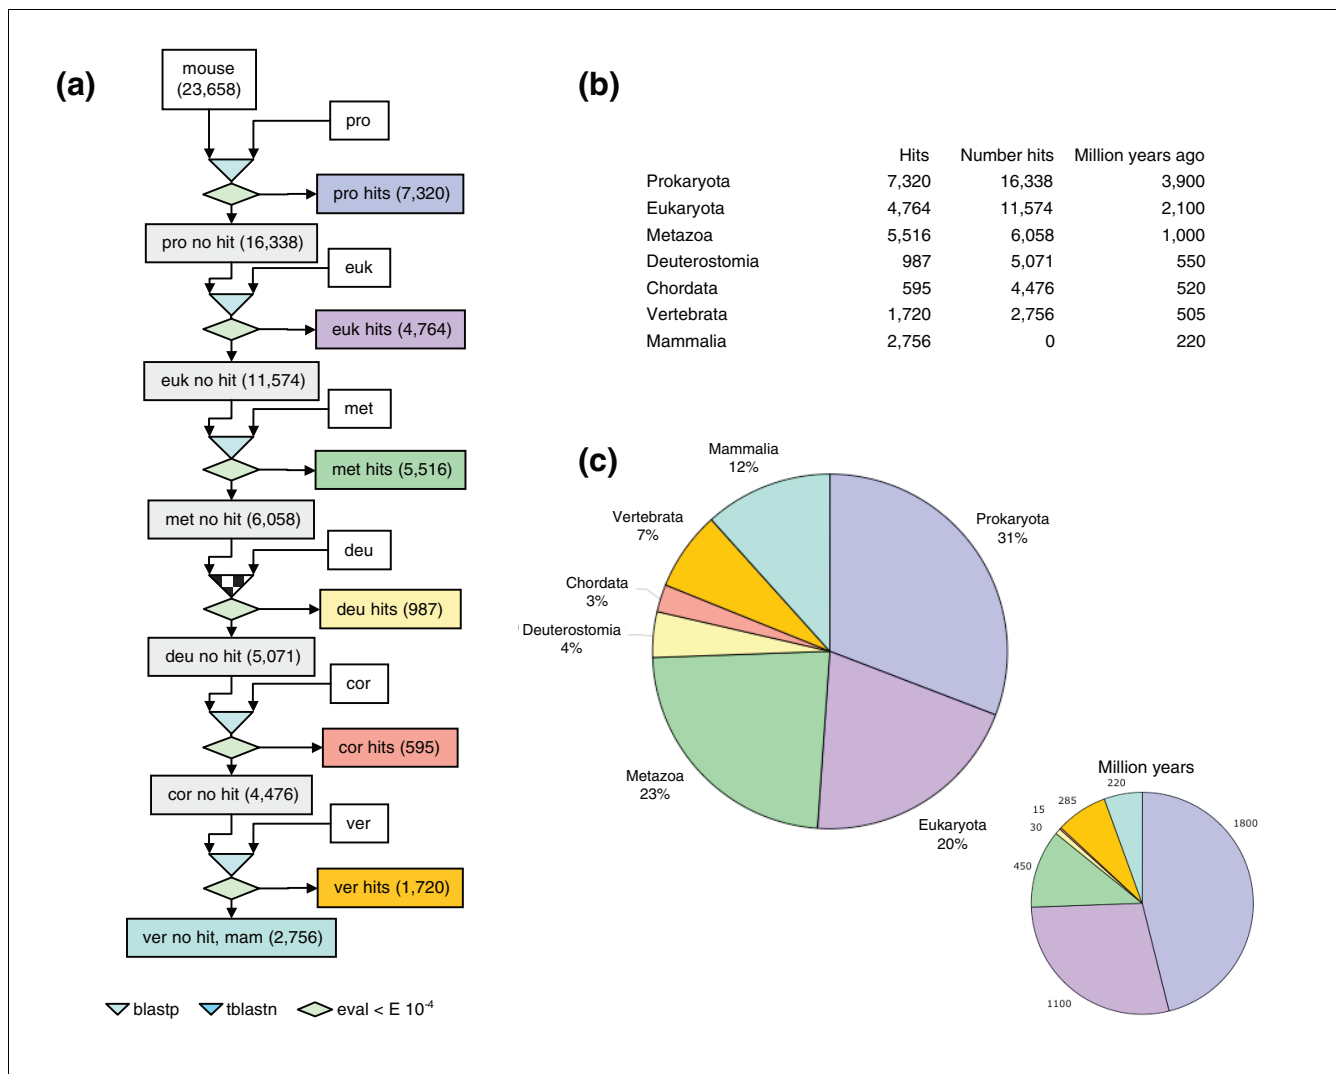 (a)
mouse
(23,658)
pro
pro hits (7,320)
pro no hit (16,338)
euk
euk hits (4,764)
euk no hit (11,574)
met
met hits (5,516)
met no hit (6,058)
deu
deu hits (987)
deu no hit (5,071)
cor
cor hits (595)
cor no hit (4,476)
ver
ver hits (1,720)
ver no hit, mam (2,756)
blastp tblastn eval < E 10-4
(b)
Hits Number hits Million years ago
Prokaryota 7,320 16,338 3,900
Eukaryota 4,764 11,574 2,100
Metazoa 5,516 6,058 1,000
Deuterostomia 987 5,071 550
Chordata 595 4,476 520
Vertebrata 1,720 2,756 505
Mammalia 2,756 0 220
(c)
Mammalia
12%
Prokaryota
31%
Vertebrata
7%
Chordata
3%
Deuterostomia
4%
Metazoa
23%
Eukaryota
20%
Million years
220
285
15
30
450
1100
1800